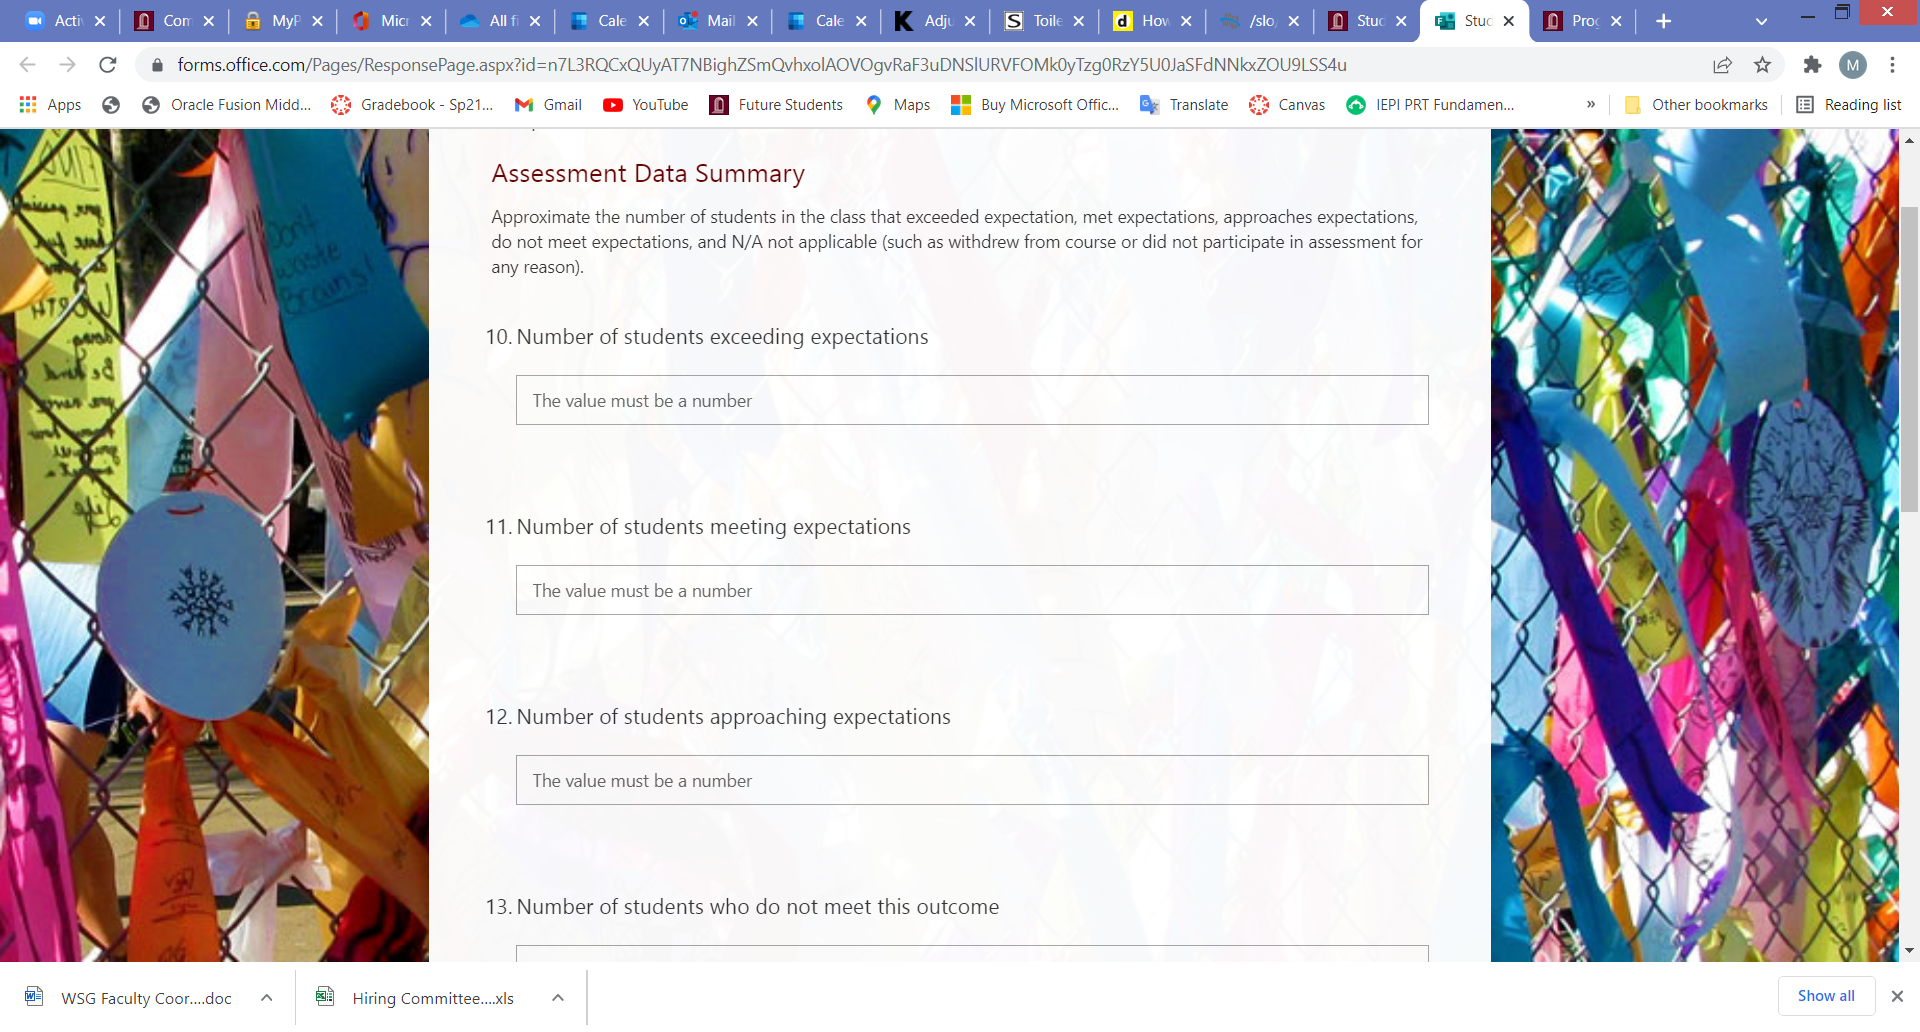 Acti
Com
MyP
Micr
All fi
Cale
Mail
Cale
Adju
Toile
How
/slo,
Stud
Stud
Prog
forms.office.com/Pages/ResponsePage.aspx?id=n7L3RQCxQUyAT7NBighZSmQvhxolAOVOgvRaF3uDNSlURVFOMk0yTzg0RzY5U0JaSFdNNkxZOU9LSS4u
M
Apps
Oracle Fusion Midd...
Gradebook - Sp21...
Gmail
YouTube
Future Students
Maps
Buy Microsoft Offic...
Translate
Canvas
IEPI PRT Fundamen...
»
Other bookmarks
Reading list
Assessment Data Summary
Approximate the number of students in the class that exceeded expectation, met expectations, approaches expectations,
do not meet expectations, and N/A not applicable (such as withdrew from course or did not participate in assessment for
any reason).
10. Number of students exceeding expectations
The value must be a number
11. Number of students meeting expectations
The value must be a number
12. Number of students approaching expectations
The value must be a number
13. Number of students who do not meet this outcome
Don't
waste
Brains!
WSG Faculty Coor....doc
Hiring Committee....xls
Show all